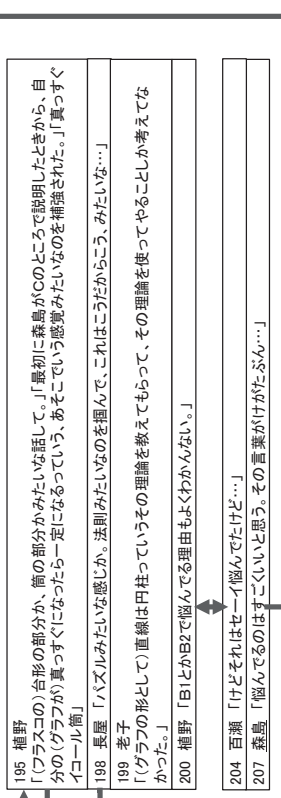 195 植野
「(フラスコの)台形の部分か、筒の部分かみたいな話して。」「最初に森島がCのところで説明したときから、自
分の(グラフが)真っすぐになったら一定になるっていう、あそこでいう感覚みたいなのを補強された。」「真っすぐ
イコール筒」
198 長屋 「パズルみたいな感じか。法則みたいなのを掴んで、これはこうだからこう、みたいな…」
199 老子
「(グラフの形として)直線は円柱っていうその理論を教えてもらって、その理論を使ってやることしか考えてな
かった。」
200 植野 「B1とかB2で悩んでる理由もよくわかんない。」
204 百瀬 「けどそれはセーイ悩んでたけど…」
207 森島 「悩んでるのはすごくいいと思う。その言葉がけがたぶん…」